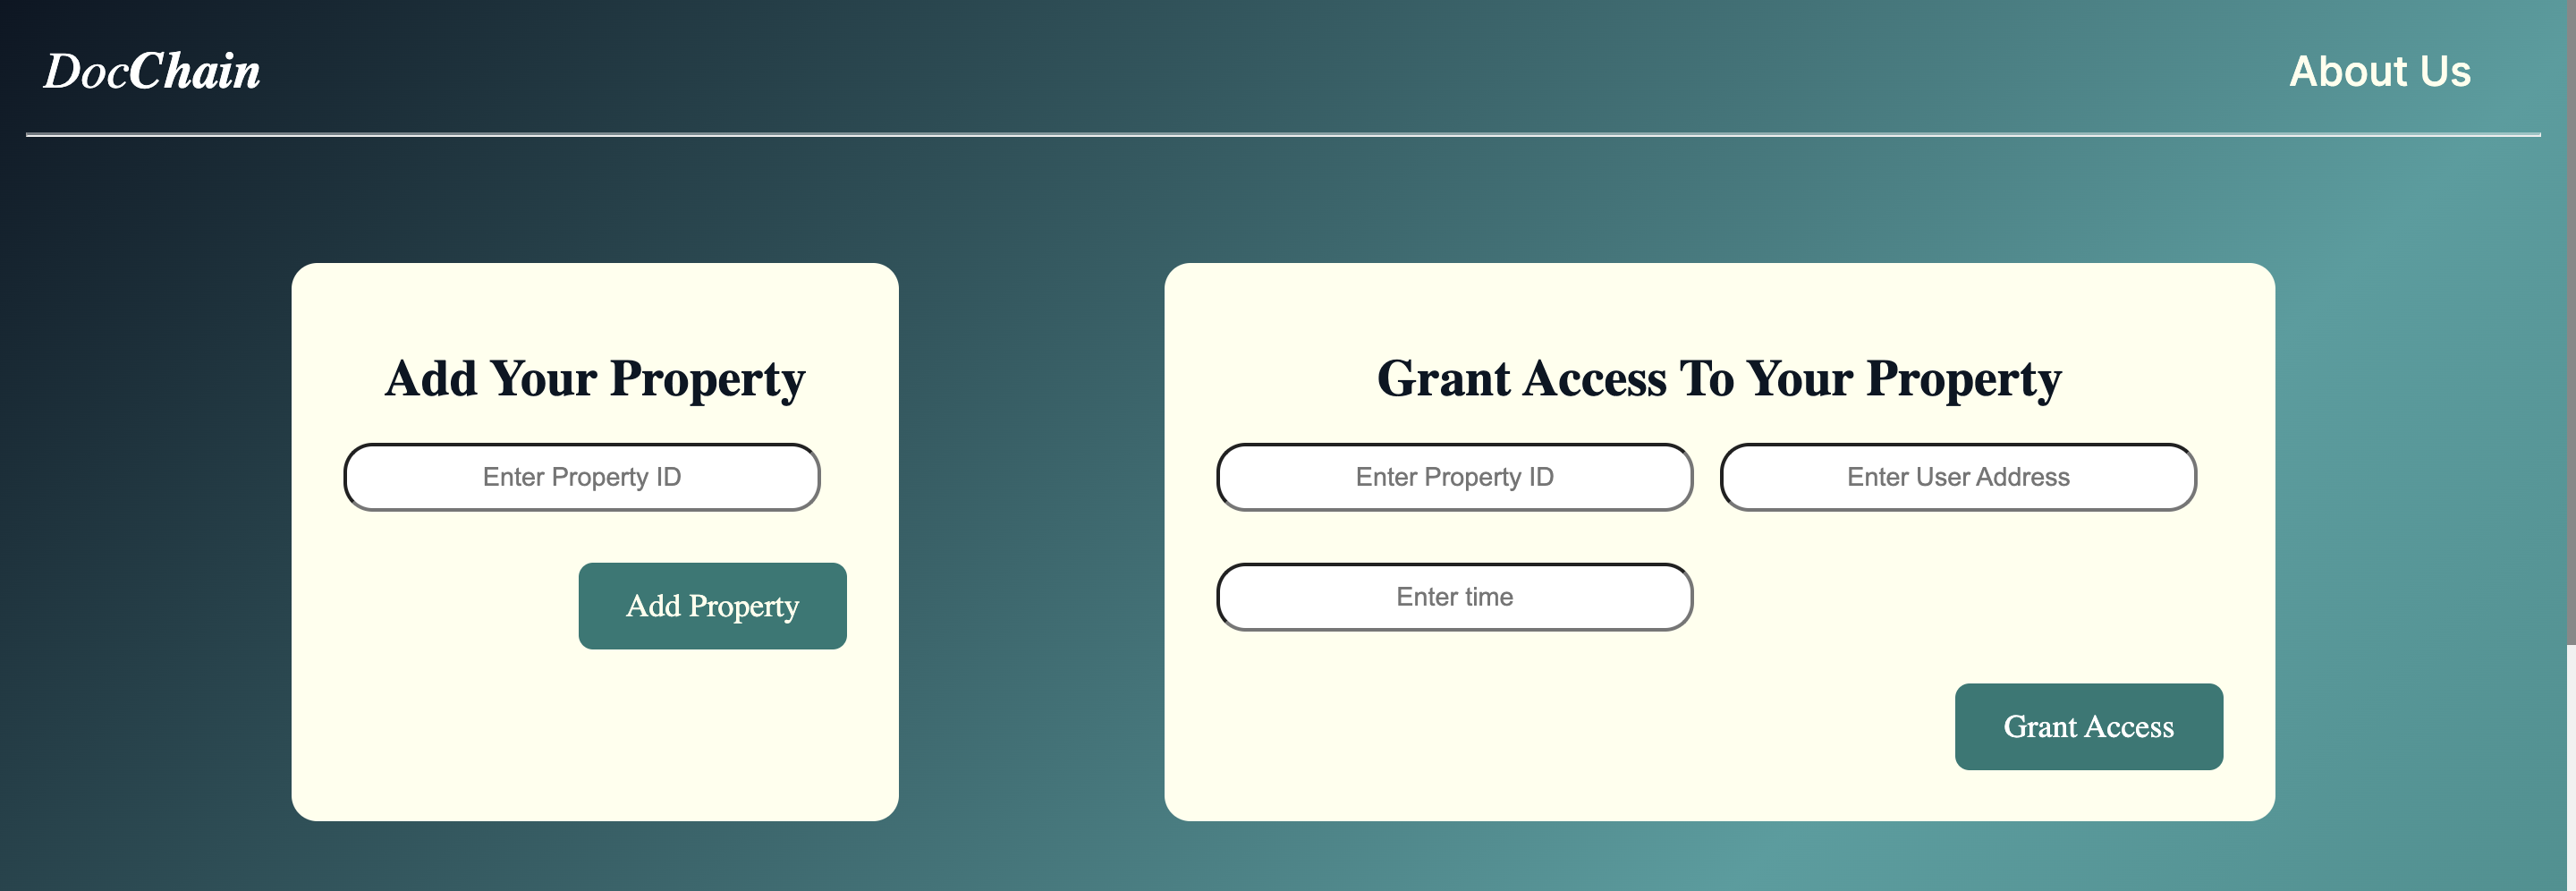 DocChain
About Us
Add Your Property
Enter Property ID
Add Property
Grant Access To Your Property
Enter Property ID
Enter User Address
Enter time
Grant Access